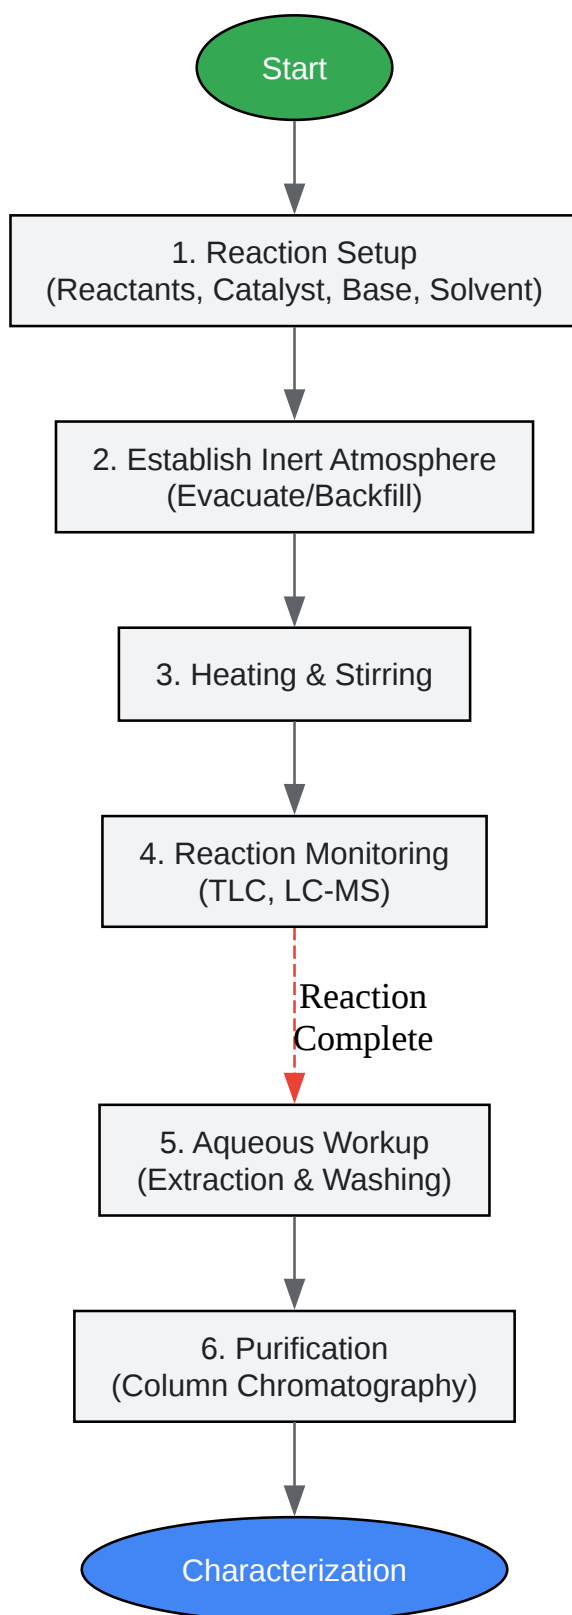 Start
1. Reaction Setup
(Reactants, Catalyst, Base, Solvent)
2. Establish Inert Atmosphere
(Evacuate/Backfill)
3. Heating & Stirring
4. Reaction Monitoring
(TLC, LC-MS)
Reaction
Complete
5. Aqueous Workup
(Extraction & Washing)
6. Purification
(Column Chromatography)
Characterization